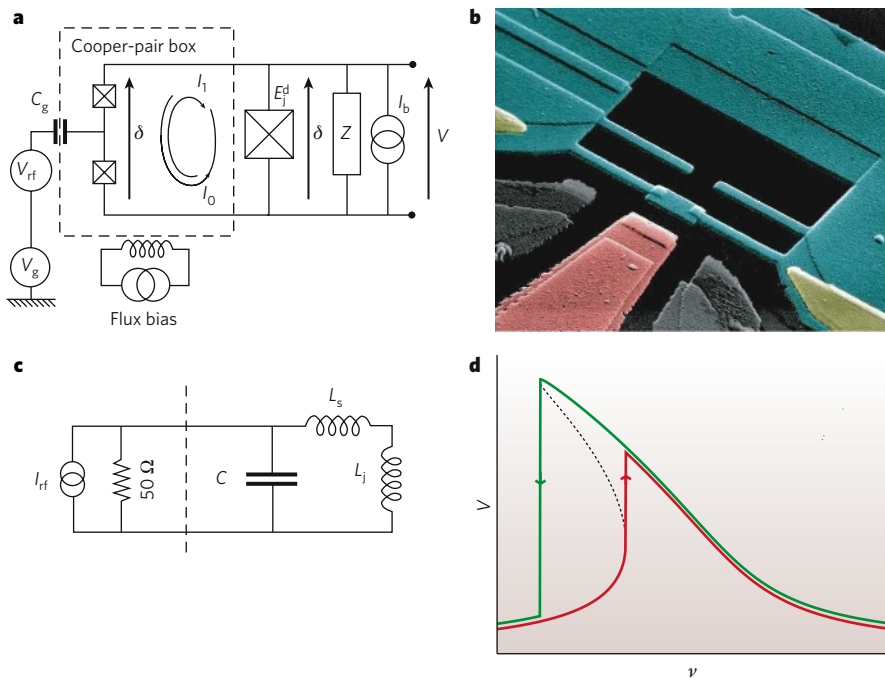 a
Cooper-pair box
C_g
I_1
I_0
δ
E_j^d
δ
Z
I_b
V
V_rf
V_g
Flux bias
b
c
L_s
I_rf
50 Ω
C
L_j
d
V
ν